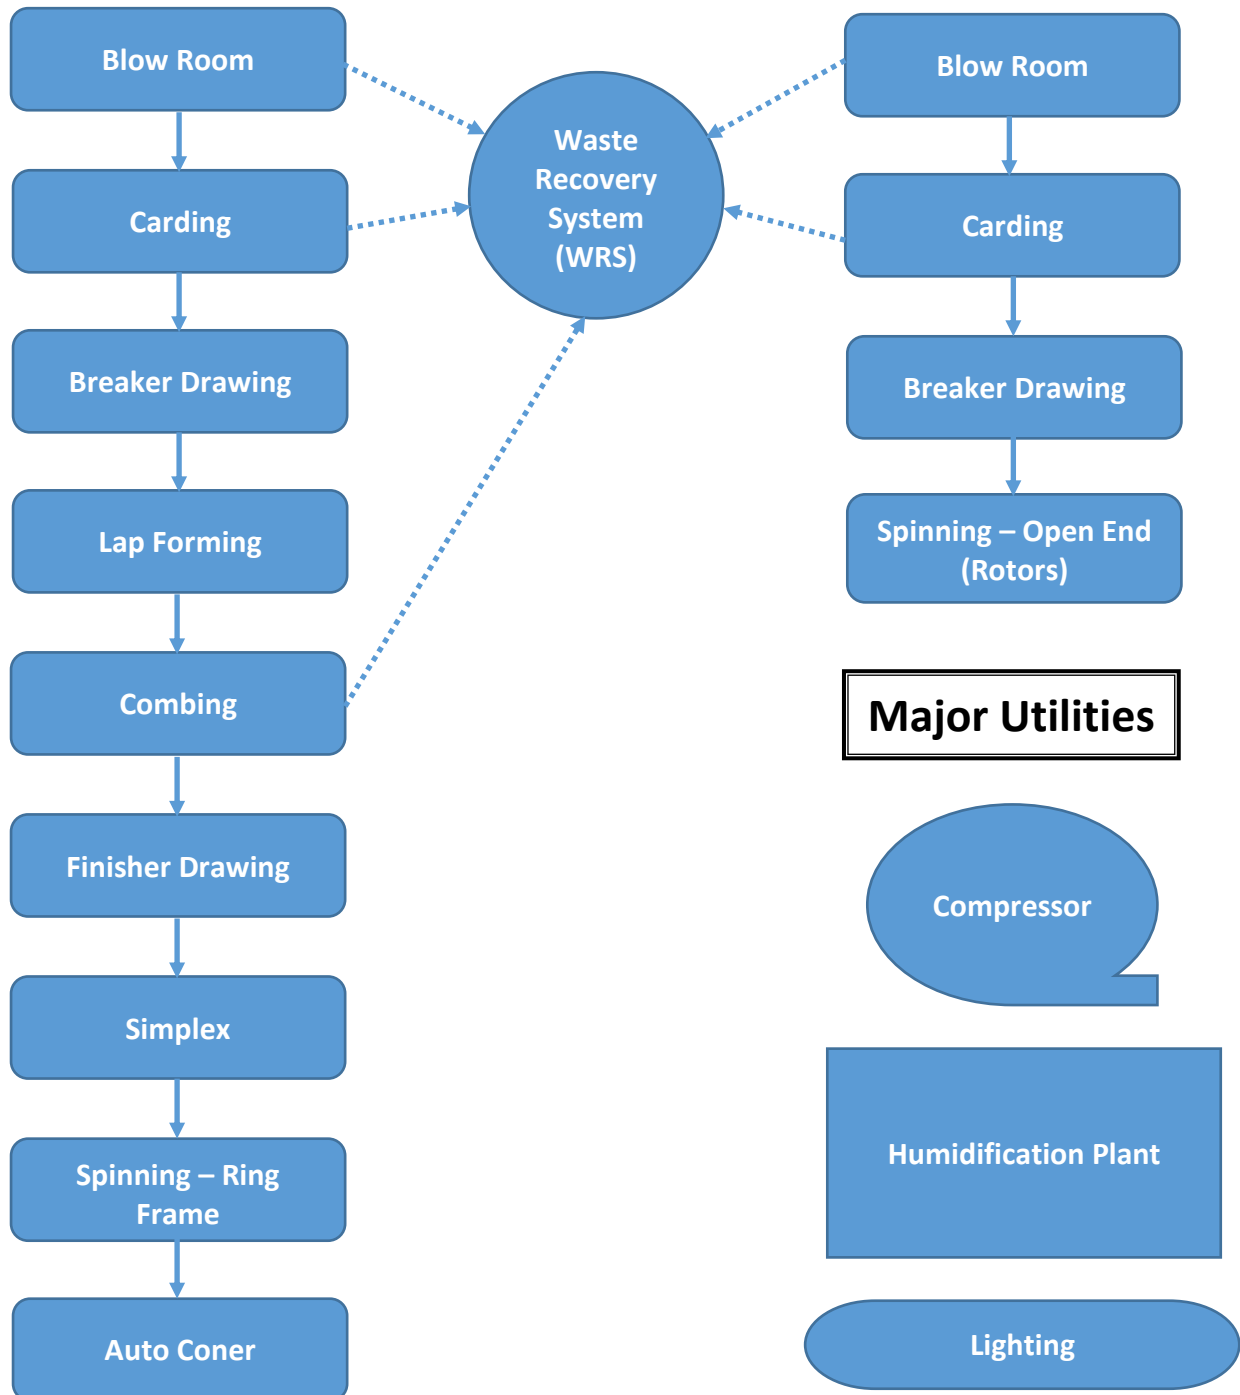 Blow Room
Carding
Breaker Drawing
Lap Forming
Combing
Finisher Drawing
Simplex
Spinning – Ring
Frame
Auto Coner
Waste
Recovery
System
(WRS)
Blow Room
Carding
Breaker Drawing
Spinning – Open End
(Rotors)
Major Utilities
Compressor
Humidification Plant
Lighting